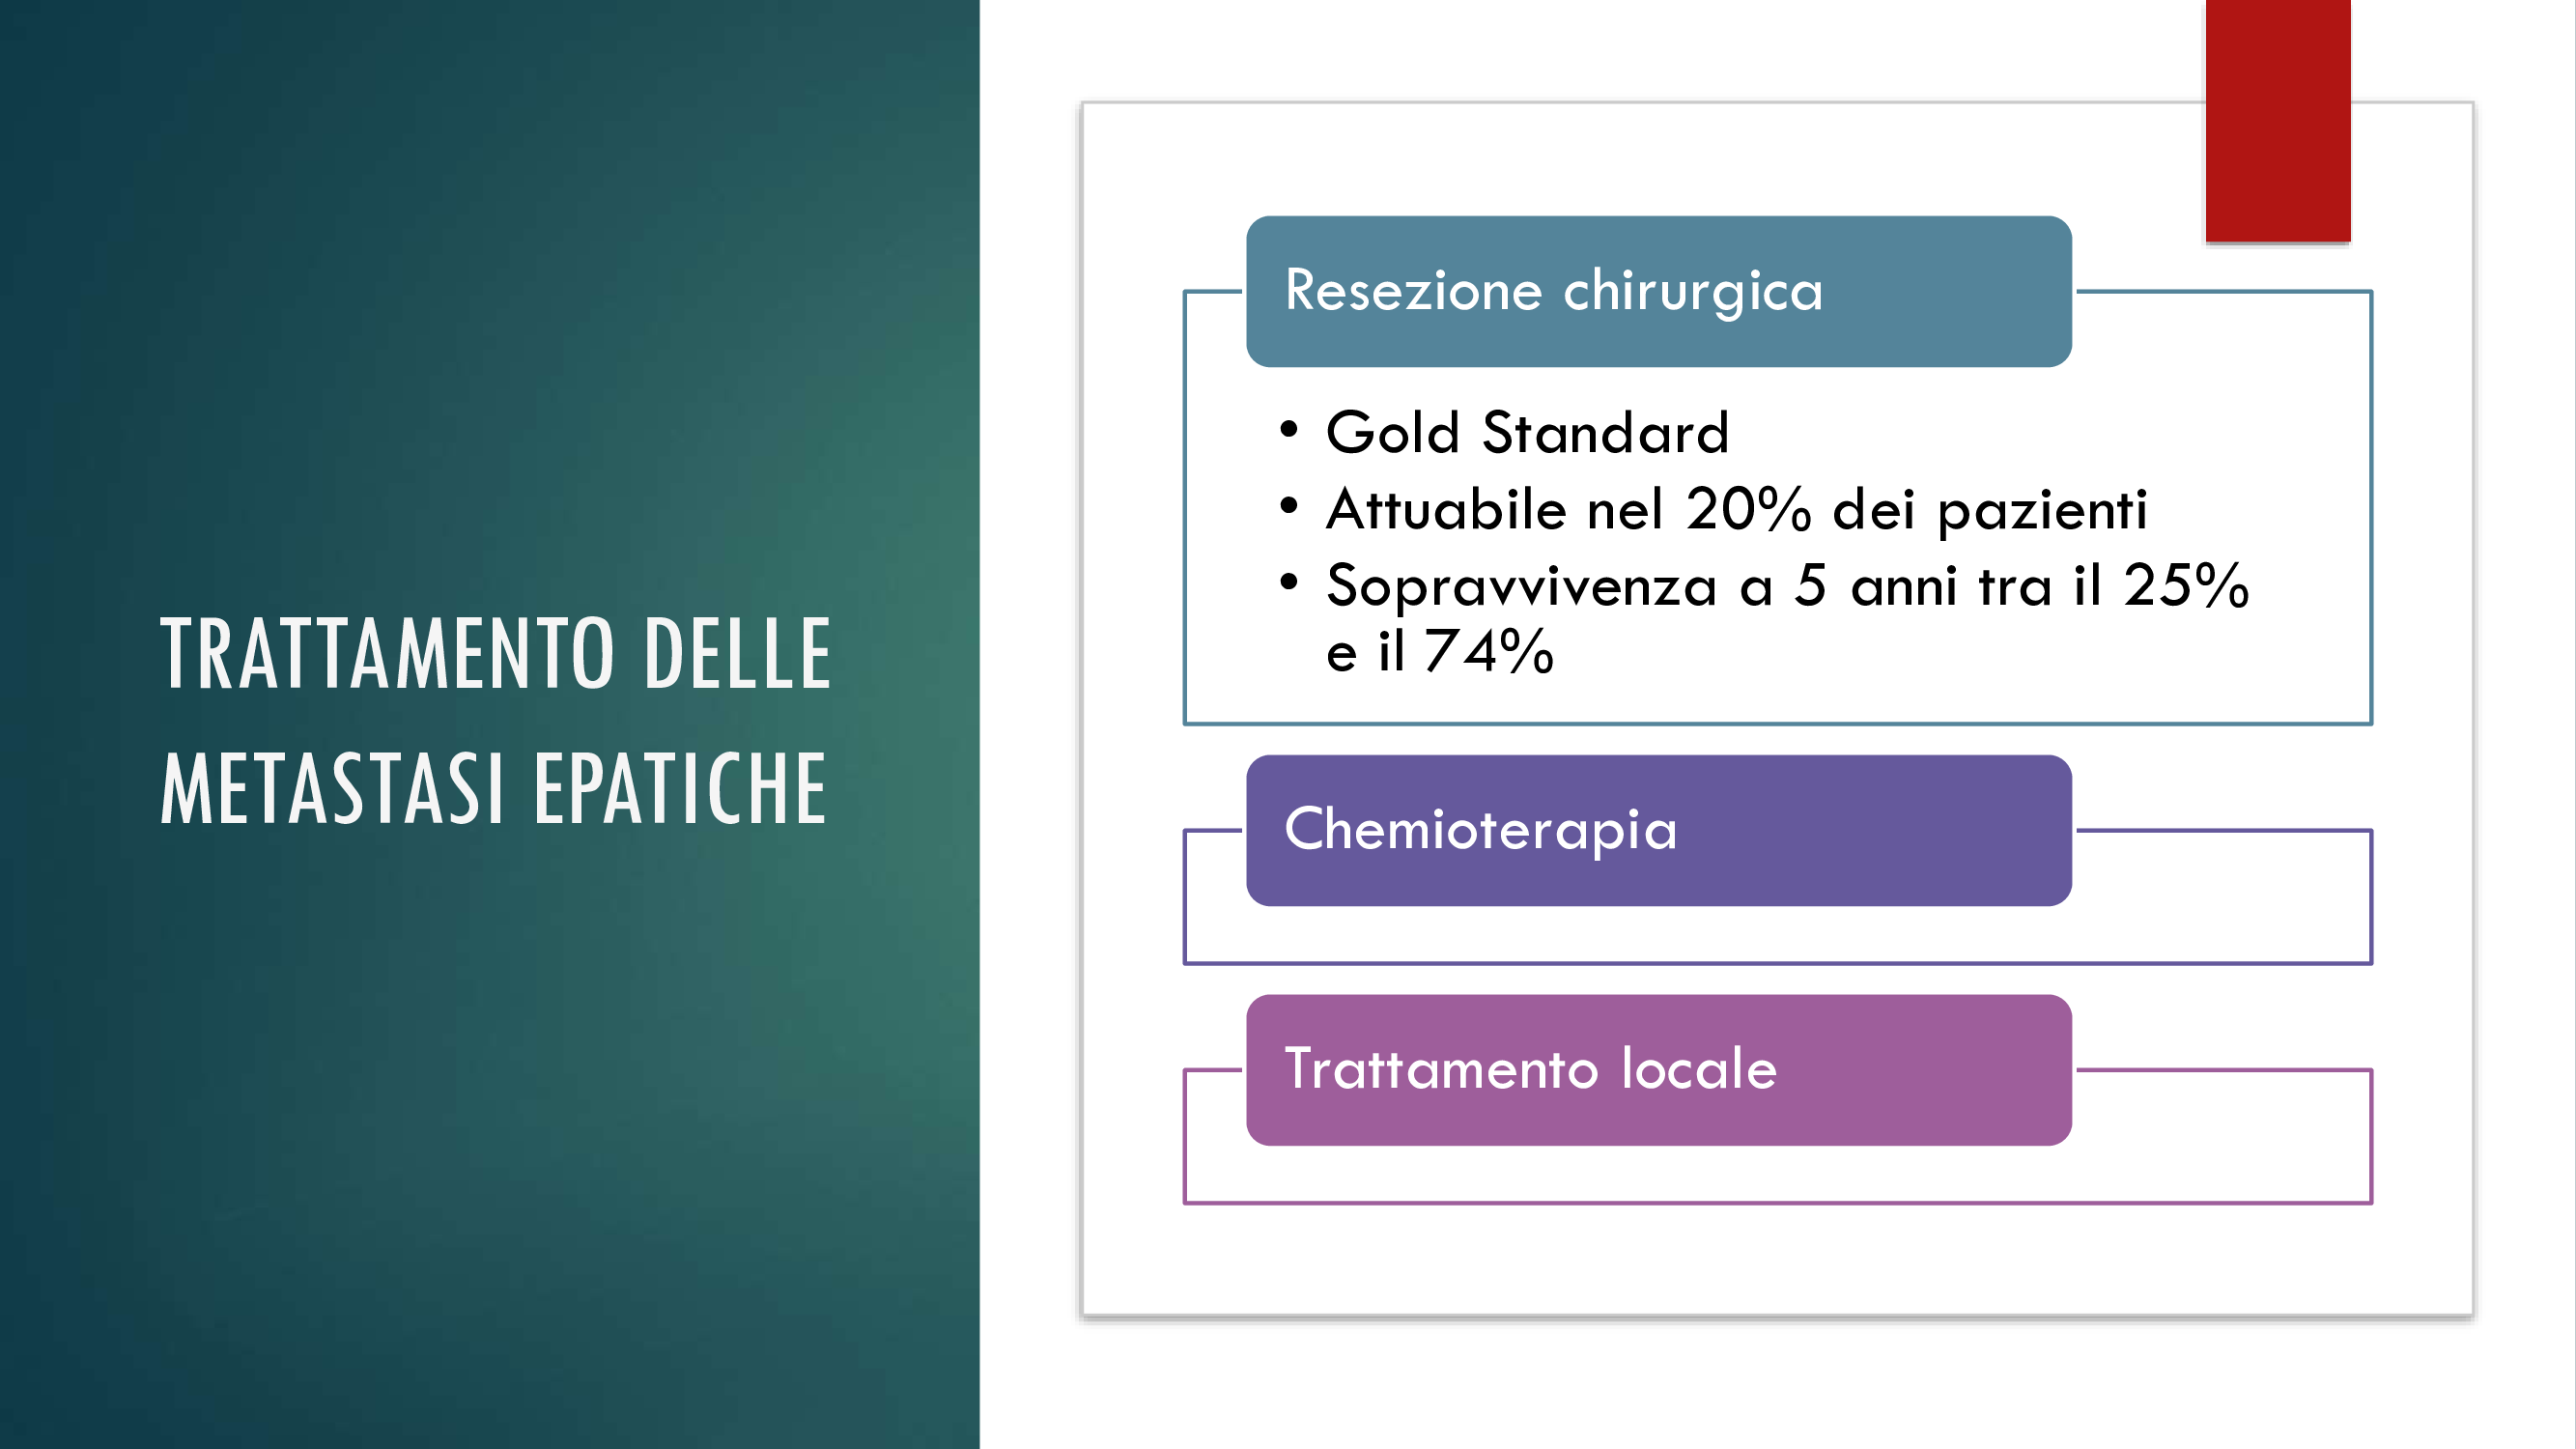 TRATTAMENTO DELLE
METASTASI EPATICHE
Resezione chirurgica
• Gold Standard
• Attuabile nel 20% dei pazienti
• Sopravvivenza a 5 anni tra il 25%
e il 74%
Chemioterapia
Trattamento locale